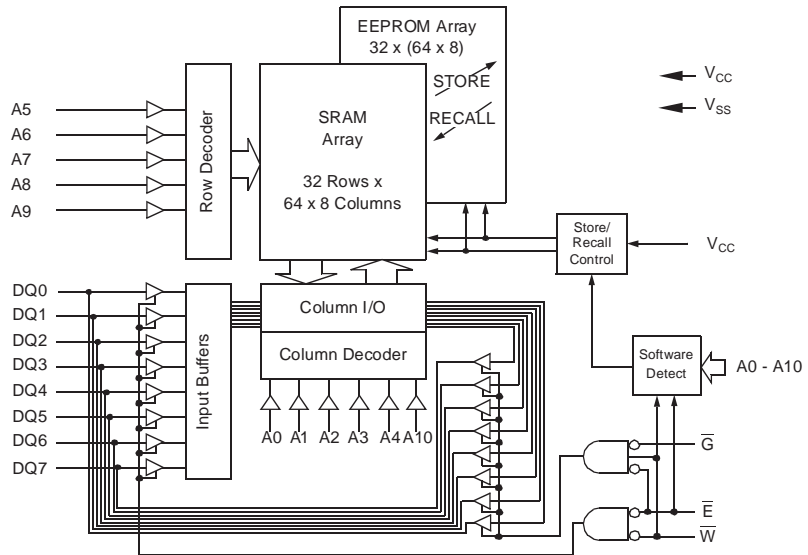 EEPROM Array
32 x (64 x 8)
STORE
RECALL
SRAM
Array
32 Rows x
64 x 8 Columns
Row Decoder
A5
A6
A7
A8
A9
VCC
VSS
Store/
Recall
Control
VCC
DQ0
DQ1
DQ2
DQ3
DQ4
DQ5
DQ6
DQ7
Input Buffers
Column I/O
Column Decoder
A0 A1 A2 A3 A4 A10
Software
Detect
A0 - A10
G̅
E̅
W̅